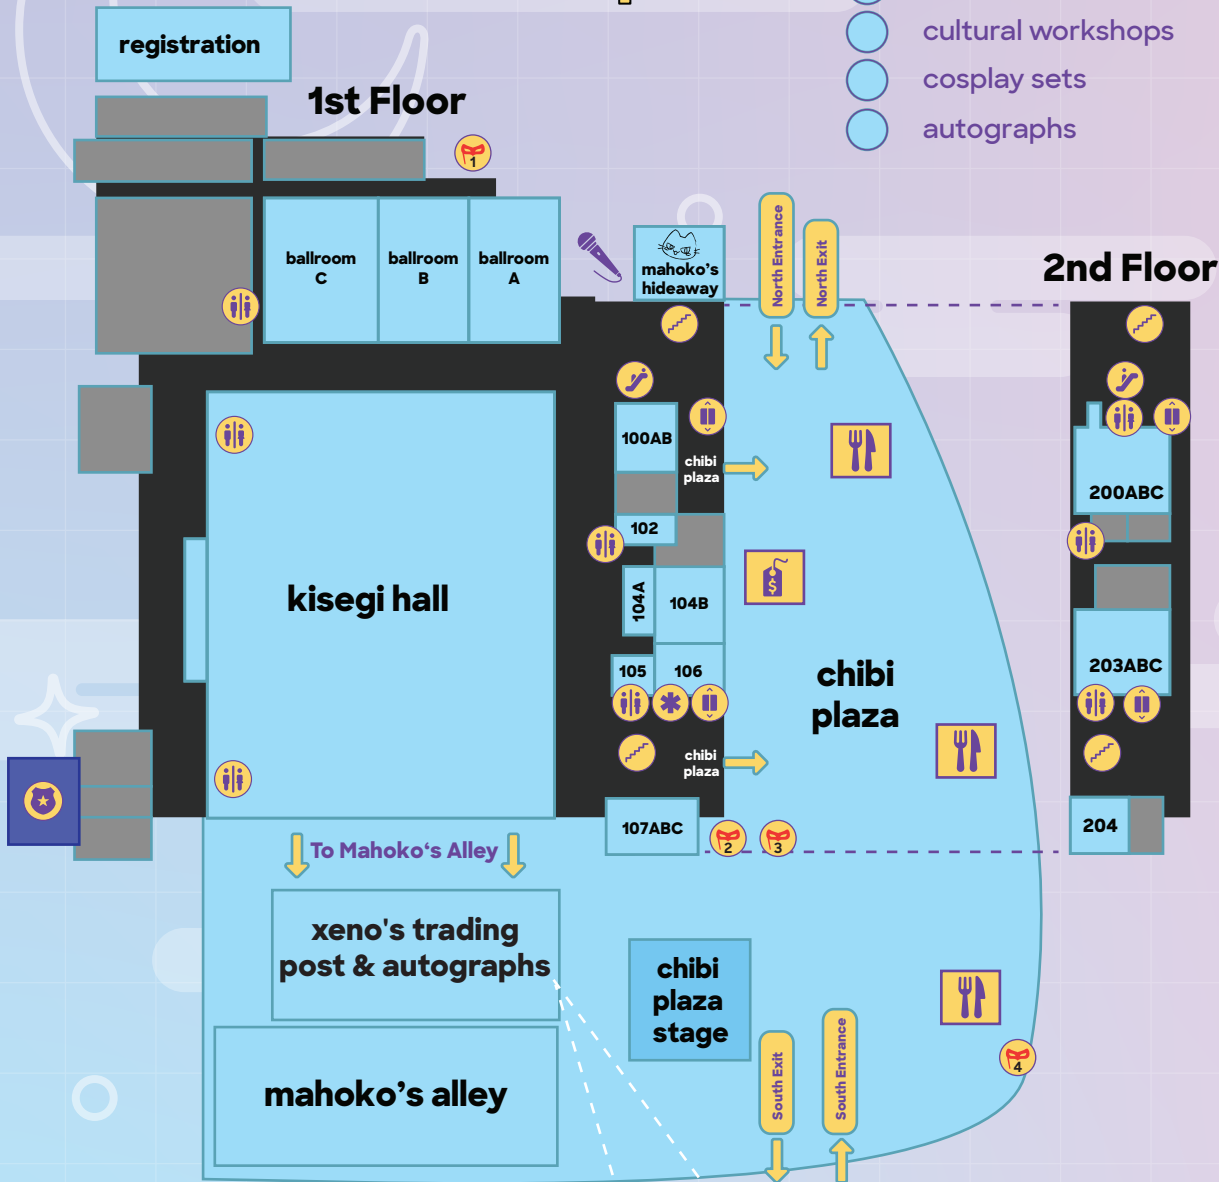 cultural workshops
cosplay sets
autographs
registration
1st Floor
1
ballroom
C
ballroom
B
ballroom
A
mahoko's
hideaway
North Entrance
North Exit
2nd Floor
100AB
chibi
plaza
102
104A
104B
105
106
kisegi hall
chibi
plaza
chibi
plaza
107ABC
2
3
200ABC
203ABC
204
To Mahoko‘s Alley
xeno's trading
post & autographs
chibi
plaza
stage
mahoko’s alley
South Exit
South Entrance
4
$